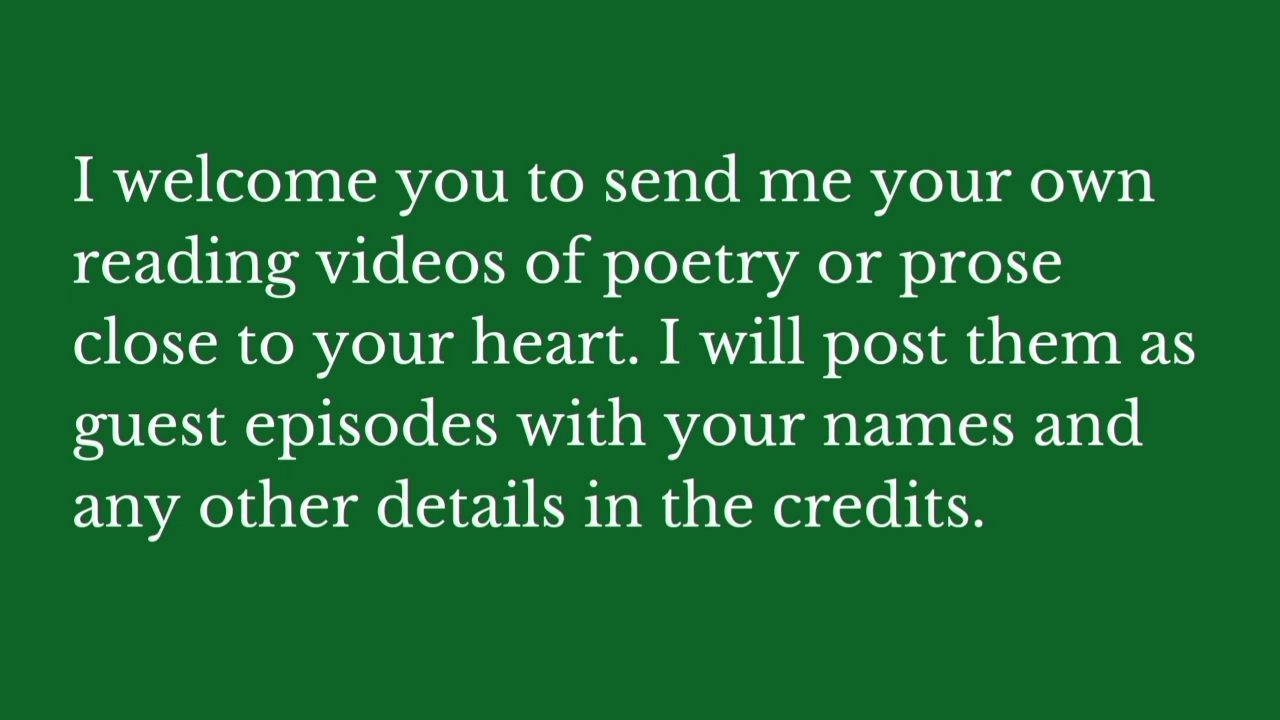 I welcome you to send me your own
reading videos of poetry or prose
close to your heart. I will post them as
guest episodes with your names and
any other details in the credits.